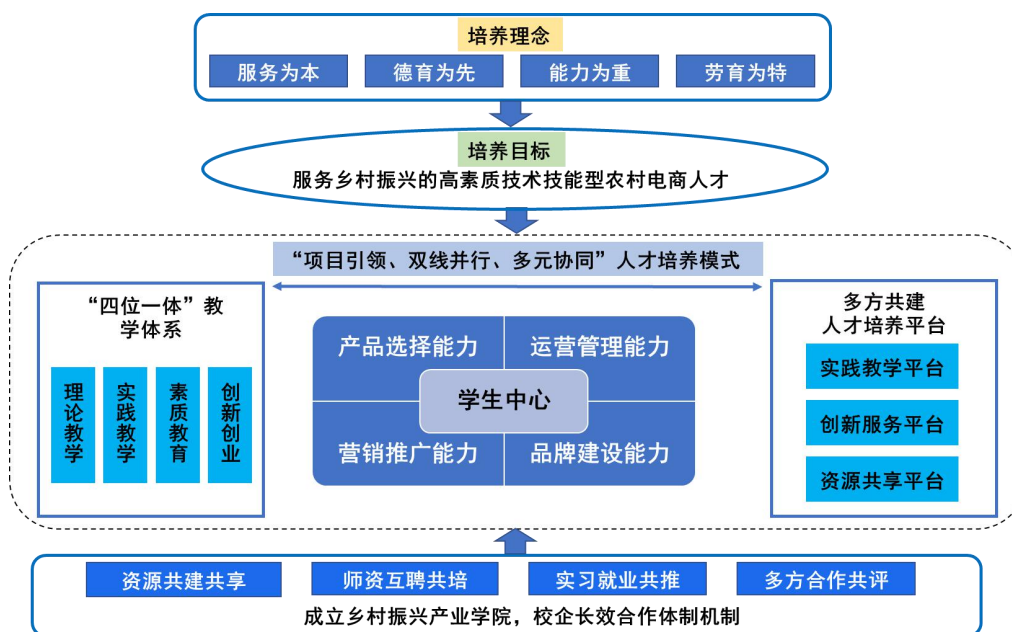 培养理念
服务为本
德育为先
能力为重
劳育为特
培养目标
服务乡村振兴的高素质技术技能型农村电商人才
“项目引领、双线并行、多元协同”人才培养模式
“四位一体”教
学体系
理论教学
实践教学
素质教育
创新创业
产品选择能力
运营管理能力
学生中心
营销推广能力
品牌建设能力
多方共建
人才培养平台
实践教学平台
创新服务平台
资源共享平台
资源共建共享
师资互聘共培
实习就业共推
多方合作共评
成立乡村振兴产业学院，校企长效合作体制机制